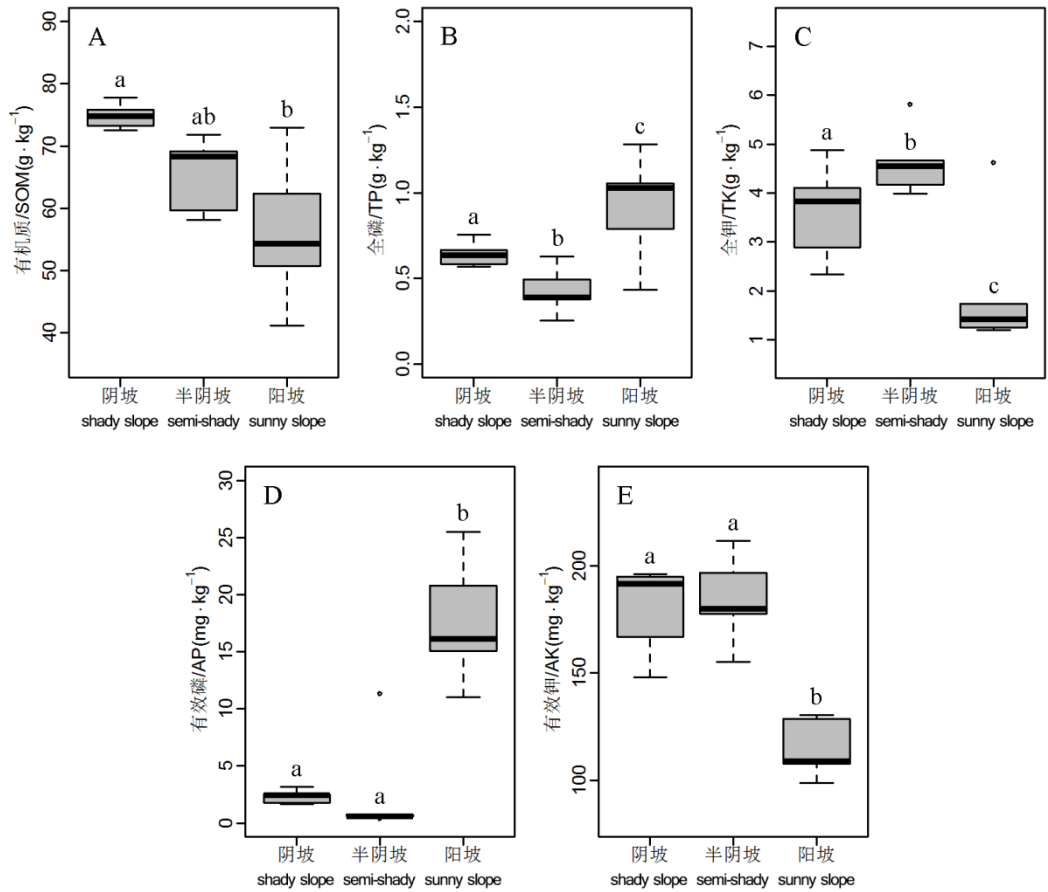 A
有机质/SOM(g·kg⁻¹)
90
80
70
60
50
40
a
ab
b
阴坡 半阴坡 阳坡
shady slope semi-shady sunny slope
B
全磷/TP(g·kg⁻¹)
2.0
1.5
1.0
0.5
0.0
a
b
c
阴坡 半阴坡 阳坡
shady slope semi-shady sunny slope
C
全钾/TK(g·kg⁻¹)
7
6
5
4
3
2
1
a
b
c
阴坡 半阴坡 阳坡
shady slope semi-shady sunny slope
D
有效磷/AP(mg·kg⁻¹)
30
25
20
15
10
5
0
a
a
b
阴坡 半阴坡 阳坡
shady slope semi-shady sunny slope
E
有效钾/AK(mg·kg⁻¹)
200
150
100
a
a
b
阴坡 半阴坡 阳坡
shady slope semi-shady sunny slope